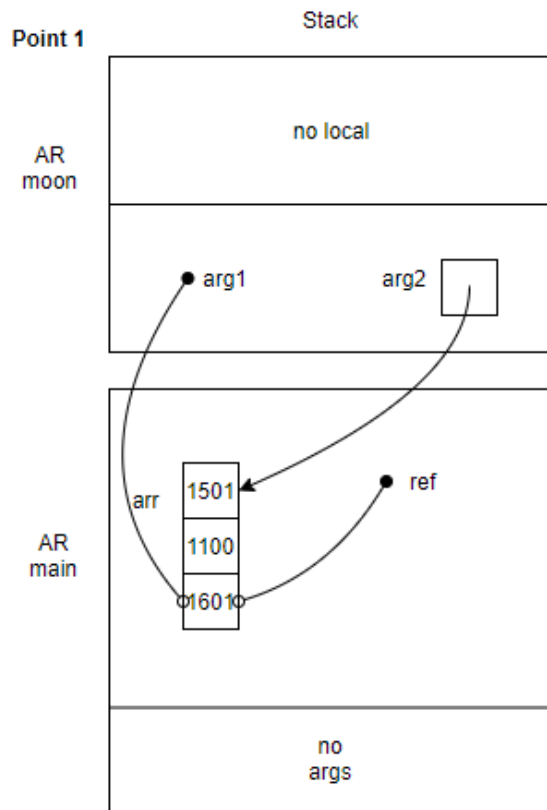 Stack
Point 1
no local
AR
moon
arg1
arg2
1501
ref
arr
1100
AR
main
1601
no
args